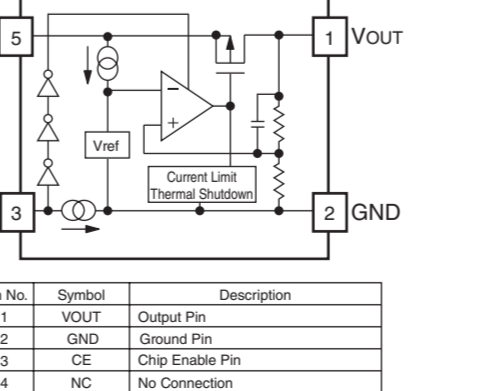 5
1 VOUT
Vref
−
+
Current Limit
Thermal Shutdown
3
2 GND
No. Symbol Description
1 VOUT Output Pin
2 GND Ground Pin
3 CE Chip Enable Pin
4 NC No Connection